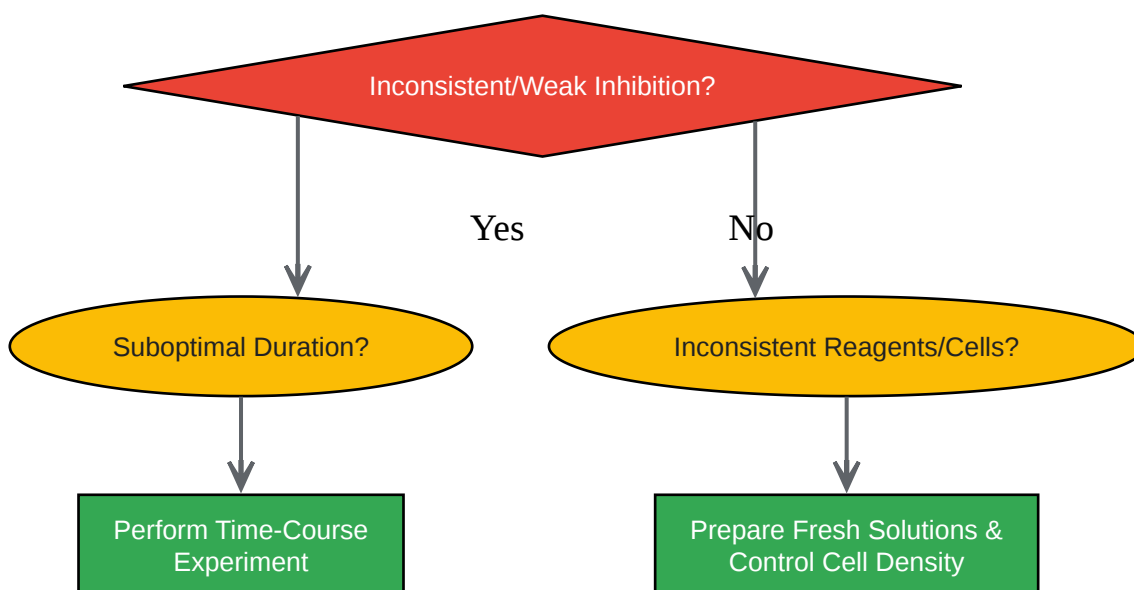 Inconsistent/Weak Inhibition?
Yes
No
Suboptimal Duration?
Inconsistent Reagents/Cells?
Perform Time-Course
Experiment
Prepare Fresh Solutions &
Control Cell Density